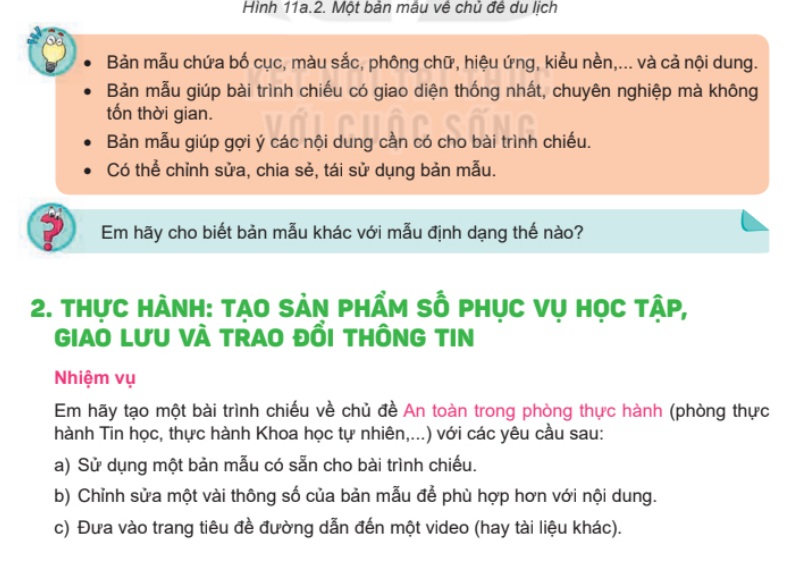 Hình 11a.2. Một bản mẫu về chủ đề du lịch
• Bản mẫu chứa bố cục, màu sắc, phông chữ, hiệu ứng, kiểu nền,... và cả nội dung.
• Bản mẫu giúp bài trình chiếu có giao diện thống nhất, chuyên nghiệp mà không
tốn thời gian.
• Bản mẫu giúp gợi ý các nội dung cần có cho bài trình chiếu.
• Có thể chỉnh sửa, chia sẻ, tái sử dụng bản mẫu.
KẾT NỐI TRI THỨC
VỚI CUỘC SỐNG
Em hãy cho biết bản mẫu khác với mẫu định dạng thế nào?
2. THỰC HÀNH: TẠO SẢN PHẨM SỐ PHỤC VỤ HỌC TẬP,
GIAO LƯU VÀ TRAO ĐỔI THÔNG TIN
Nhiệm vụ
Em hãy tạo một bài trình chiếu về chủ đề An toàn trong phòng thực hành (phòng thực
hành Tin học, thực hành Khoa học tự nhiên,...) với các yêu cầu sau:
a) Sử dụng một bản mẫu có sẵn cho bài trình chiếu.
b) Chỉnh sửa một vài thông số của bản mẫu để phù hợp hơn với nội dung.
c) Đưa vào trang tiêu đề đường dẫn đến một video (hay tài liệu khác).